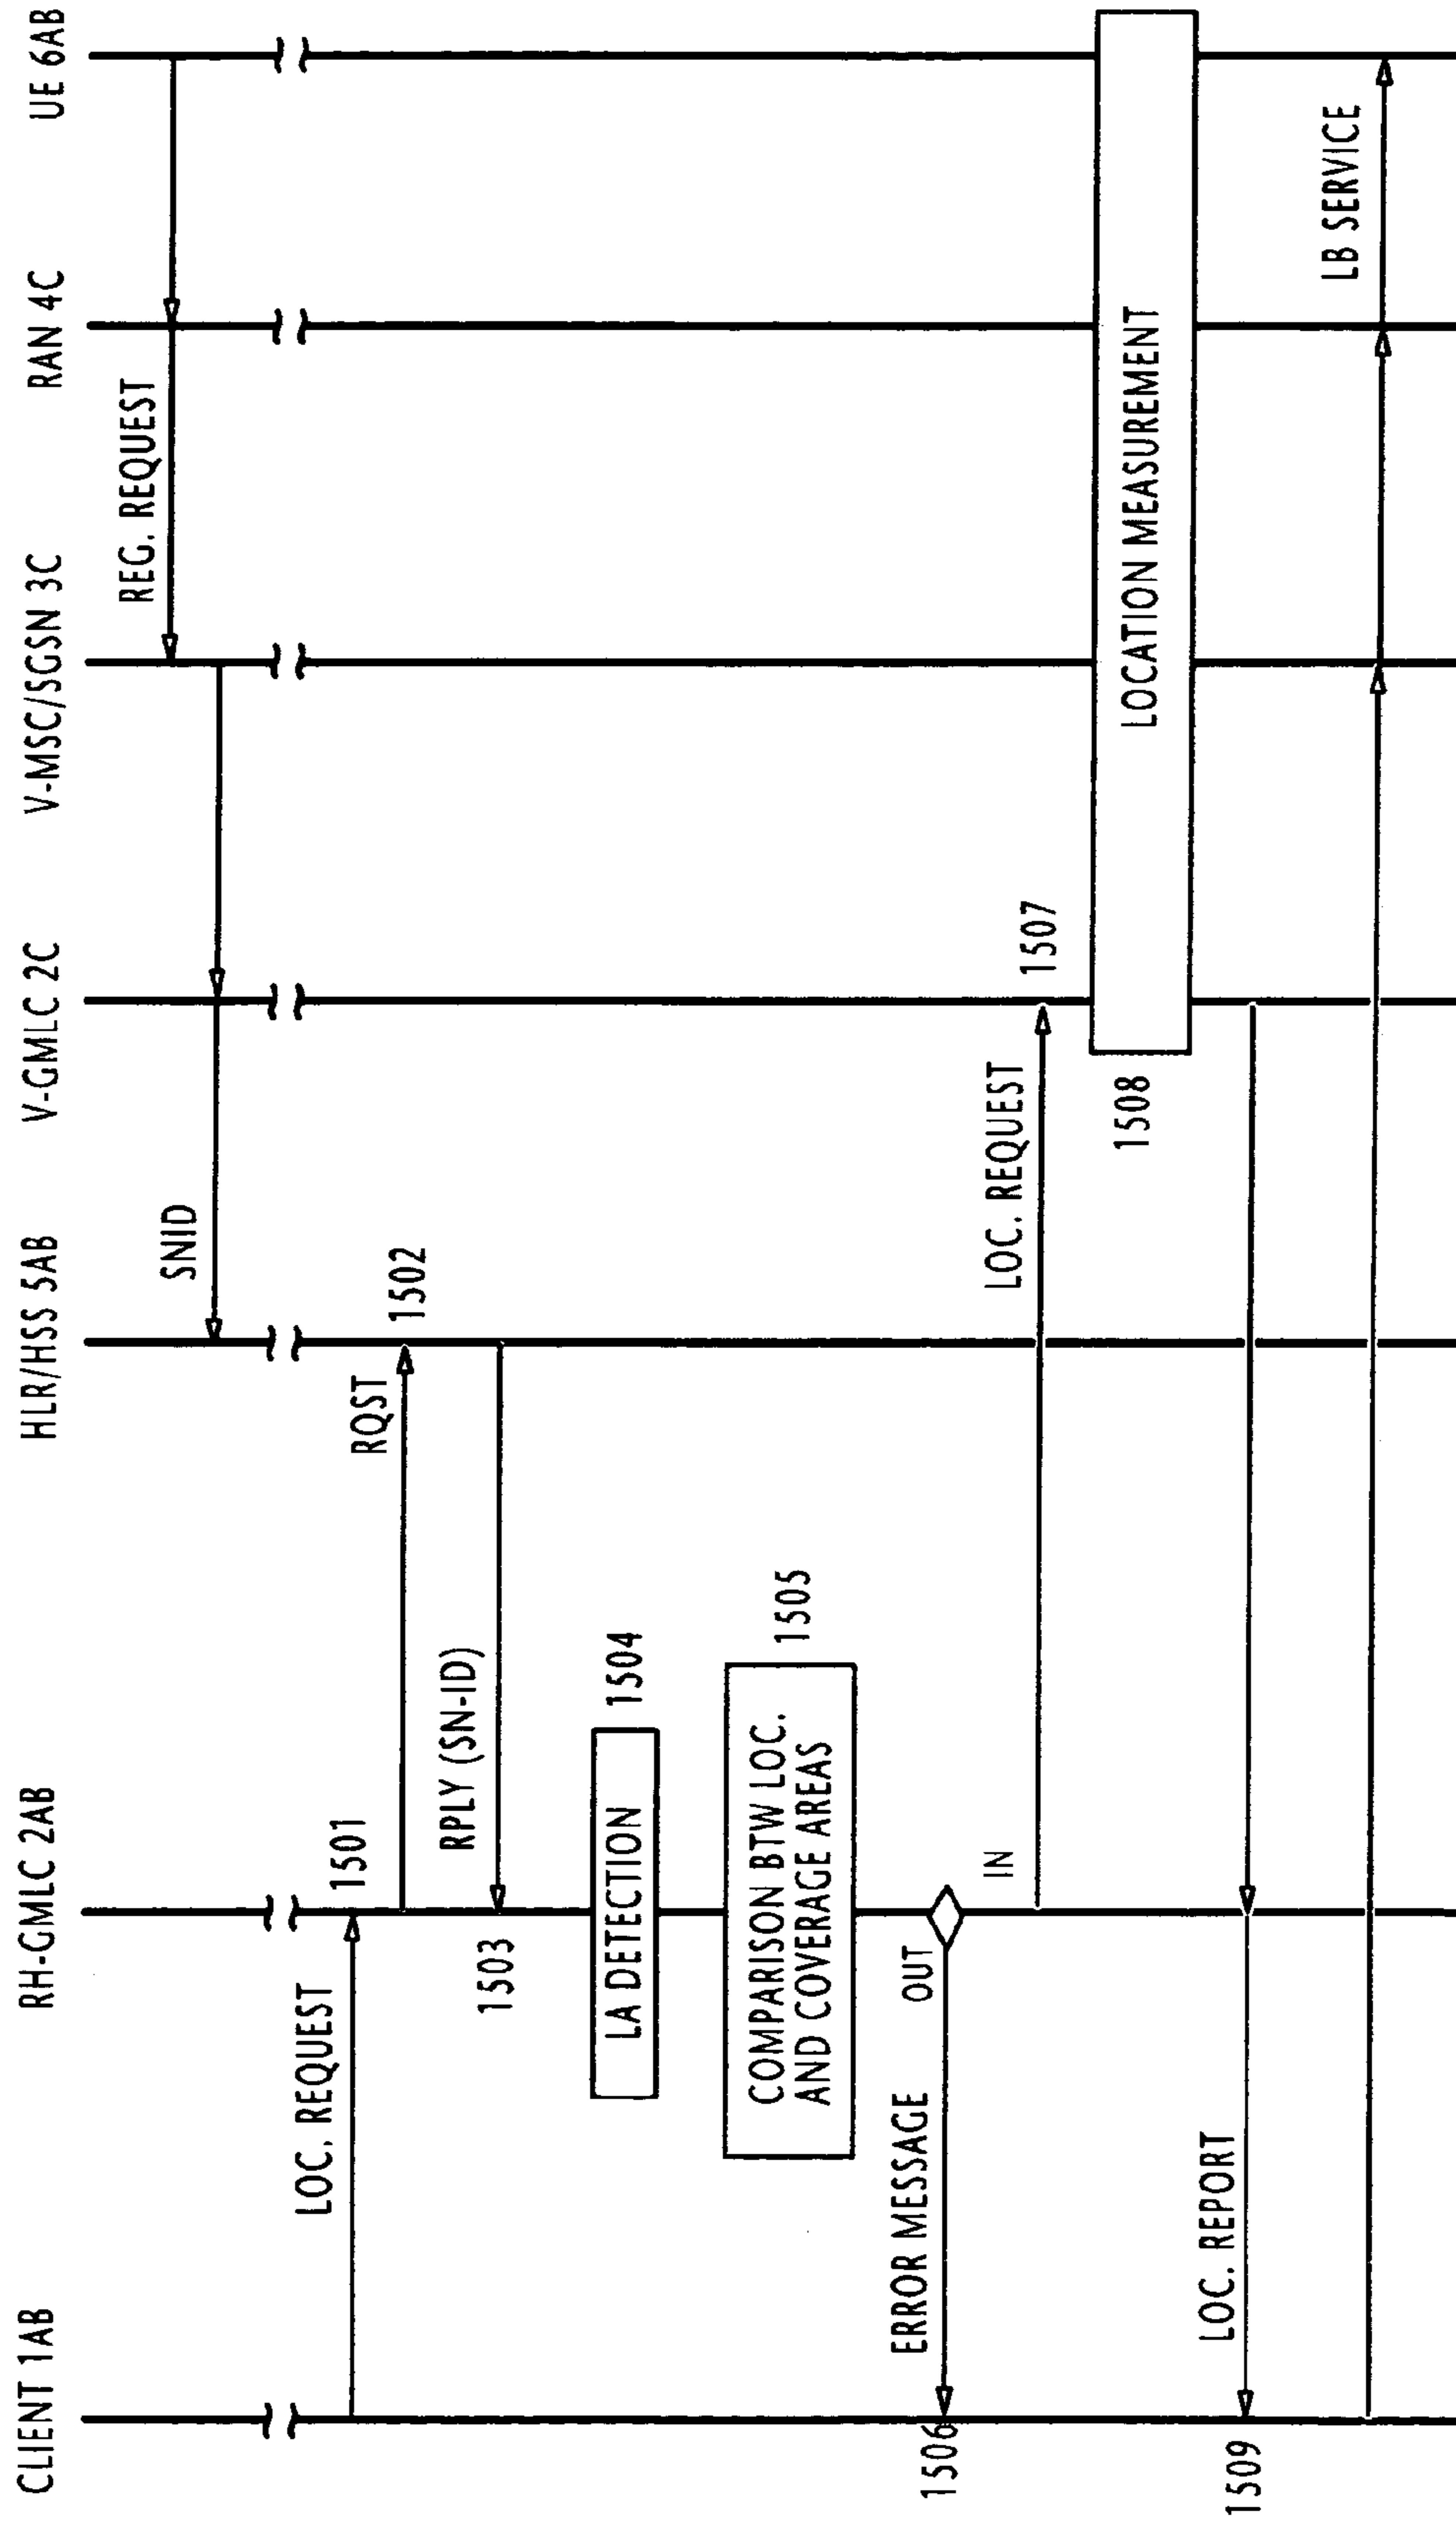 CLIENT 1AB
RH-GMLC 2AB
HLR/HSS 5AB
V-GMLC 2C
V-MSC/SGSN 3C
RAN 4C
UE 6AB
REG. REQUEST
SNID
LOC. REQUEST
1501
RQST
1502
RPLY (SN-ID)
1503
LA DETECTION
1504
COMPARISON BTW LOC.
AND COVERAGE AREAS
1505
ERROR MESSAGE
OUT
1506
IN
LOC. REQUEST
1507
LOCATION MEASUREMENT
1508
LOC. REPORT
1509
LB SERVICE